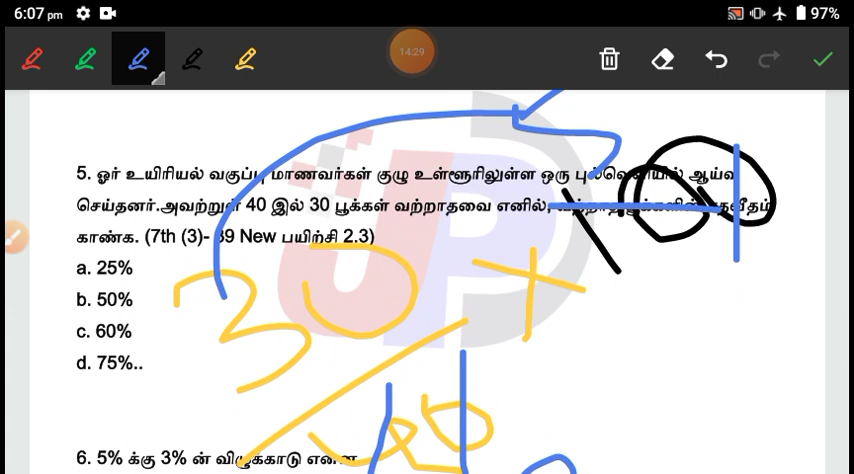 6:07 pm 97%
14:29
5. ஓர் உயிரியல் வகுப்பு மாணவர்கள் குழு உள்ளூரிலுள்ள ஒரு புல்வெளியில் ஆய்வு
செய்தனர்.அவற்றுள் 40 இல் 30 பூக்கள் வற்றாதவை எனில்,
காண்க. (7th (3)- 39 New பயிற்சி 2.3)
a. 25%
b. 50%
c. 60%
d. 75%..
30
6. 5% க்கு 3% ன் விழுக்காடு என்ன